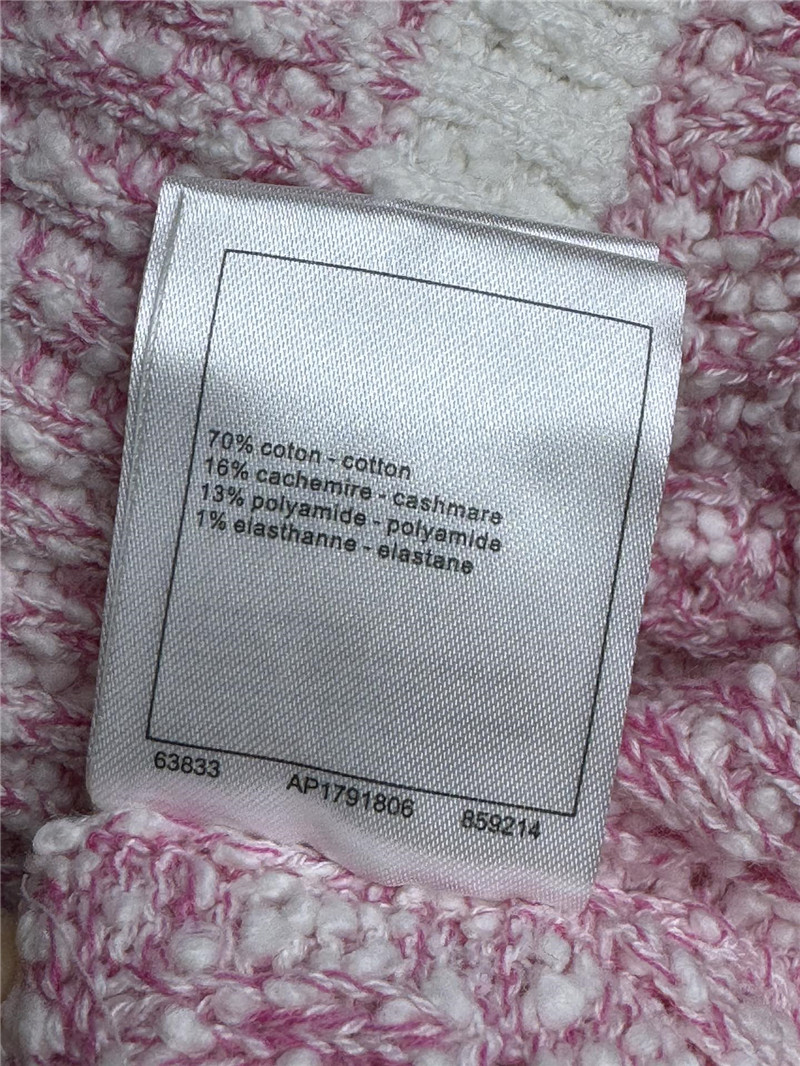 70% coton - cotton
16% cachemire - cashmare
13% polyamide - polyamide
1% elasthanne - elastane
63833 AP1791806 859214